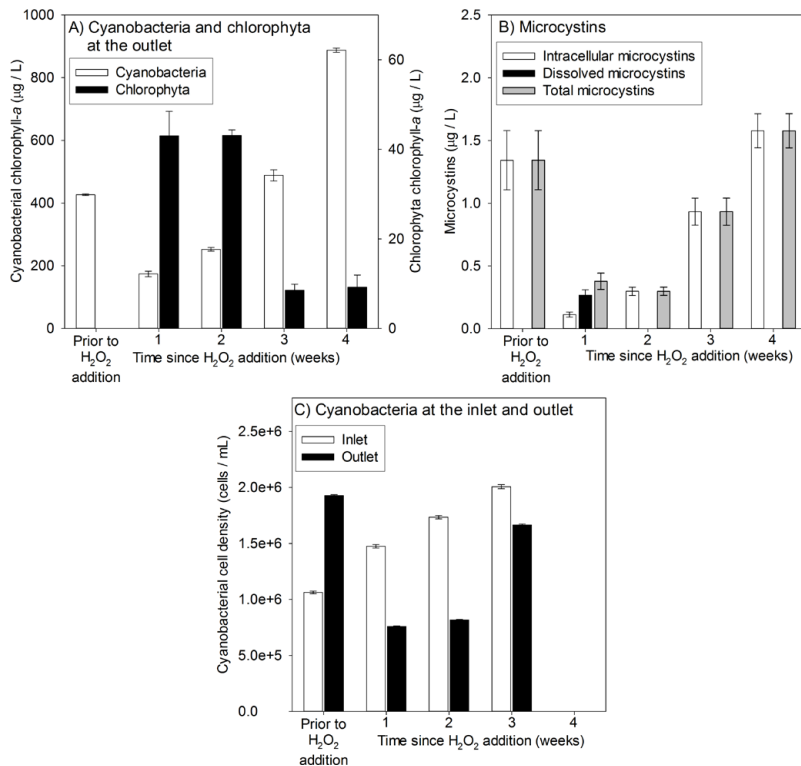 A) Cyanobacteria and chlorophyta
at the outlet
Cyanobacteria
Chlorophyta
Cyanobacterial chlorophyll-a (µg / L)
1000
800
600
400
200
0
Chlorophyta chlorophyll-a (µg / L)
60
40
20
0
Prior to
H₂O₂
addition
1
2
3
4
Time since H₂O₂ addition (weeks)
B) Microcystins
Intracellular microcystins
Dissolved microcystins
Total microcystins
Microcystins (µg / L)
2.5
2.0
1.5
1.0
0.5
0.0
Prior to
H₂O₂
addition
1
2
3
4
Time since H₂O₂ addition (weeks)
C) Cyanobacteria at the inlet and outlet
Inlet
Outlet
Cyanobacterial cell density (cells / mL)
2.5e+6
2.0e+6
1.5e+6
1.0e+6
5.0e+5
0.0
Prior to
H₂O₂
addition
1
2
3
4
Time since H₂O₂ addition (weeks)